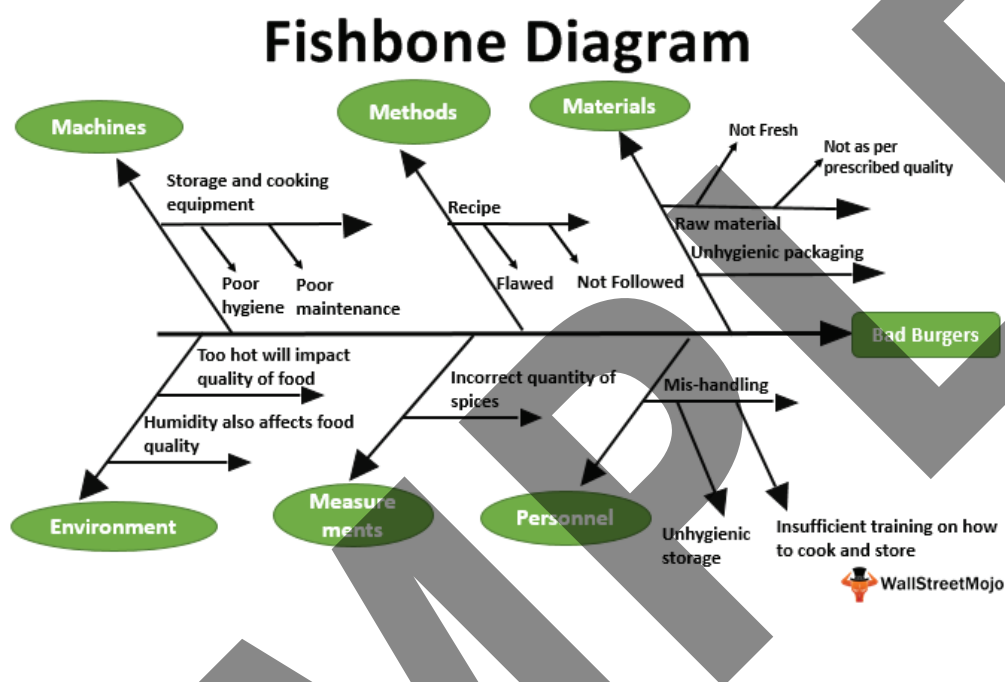 Fishbone Diagram
Machines
Methods
Materials
Storage and cooking
equipment
Poor
hygiene
Poor
maintenance
Recipe
Flawed
Not Followed
Not Fresh
Not as per
prescribed quality
Raw material
Unhygienic packaging
Bad Burgers
Too hot will impact
quality of food
Humidity also affects food
quality
Environment
Incorrect quantity of
spices
Measure
ments
Mis-handling
Personnel
Unhygienic
storage
Insufficient training on how
to cook and store
WallStreetMojo